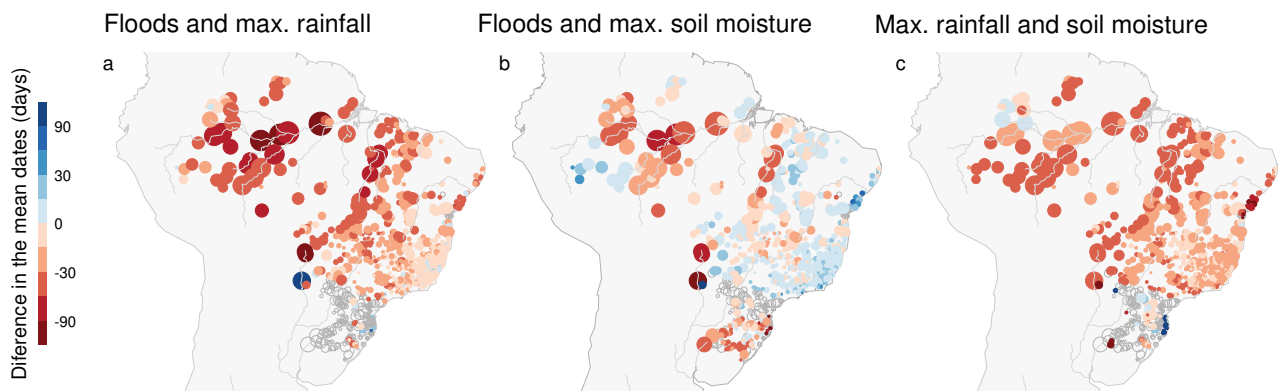 Floods and max. rainfall
Floods and max. soil moisture
Max. rainfall and soil moisture
a
b
c
Diference in the mean dates (days)
90
30
0
-30
-90